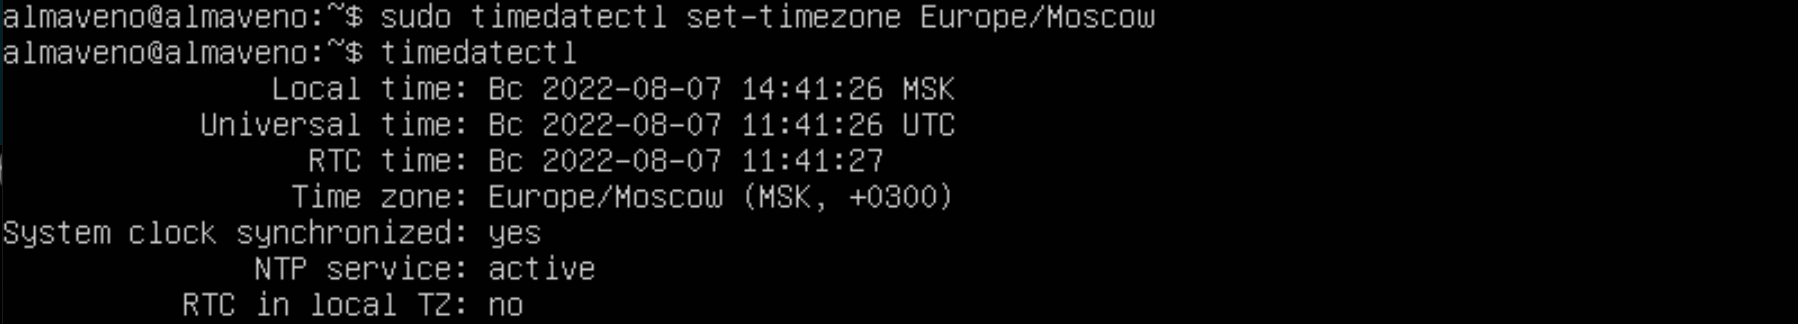 almaveno@almaveno:~$ sudo timedatectl set-timezone Europe/Moscow
almaveno@almaveno:~$ timedatectl
Local time: Вс 2022-08-07 14:41:26 MSK
Universal time: Вс 2022-08-07 11:41:26 UTC
RTC time: Вс 2022-08-07 11:41:27
Time zone: Europe/Moscow (MSK, +0300)
System clock synchronized: yes
NTP service: active
RTC in local TZ: no